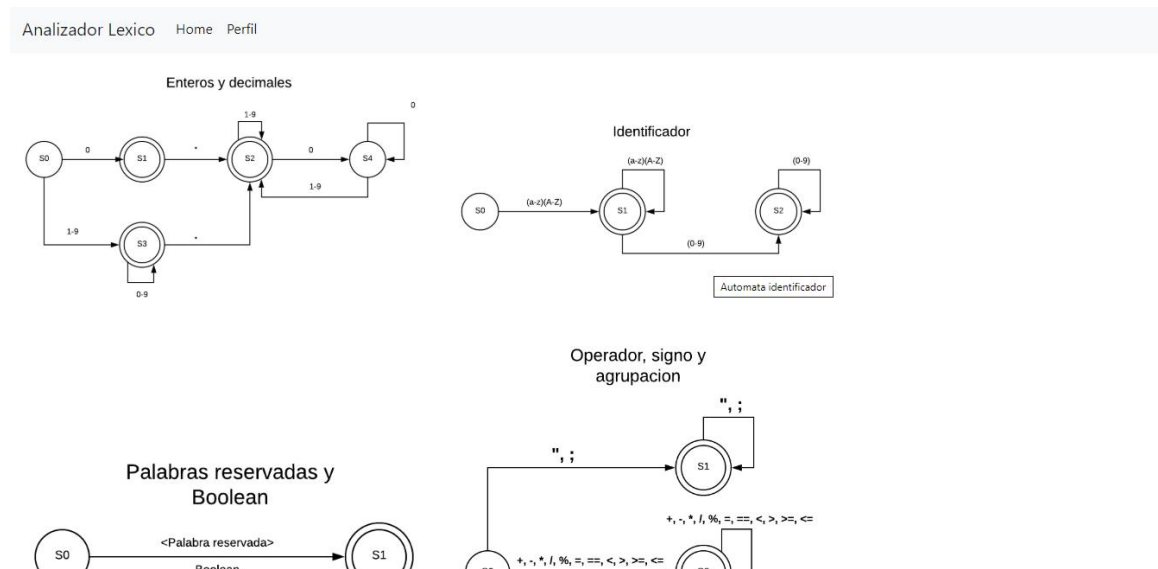 Analizador Lexico Home Perfil
Enteros y decimales
0
1-9
S0
0
S1
.
S2
0
S4
1-9
1-9
S3
.
0-9
Identificador
(a-z)(A-Z)
(0-9)
S0
(a-z)(A-Z)
S1
S2
(0-9)
Automata identificador
Operador, signo y
agrupacion
", ;
", ;
S1
Palabras reservadas y
Boolean
+, -, *, /, %, =, ==, <, >, >=, <=
S0
<Palabra reservada>
S1
+, -, *, /, %, =, ==, <, >, >=, <=
Boolean